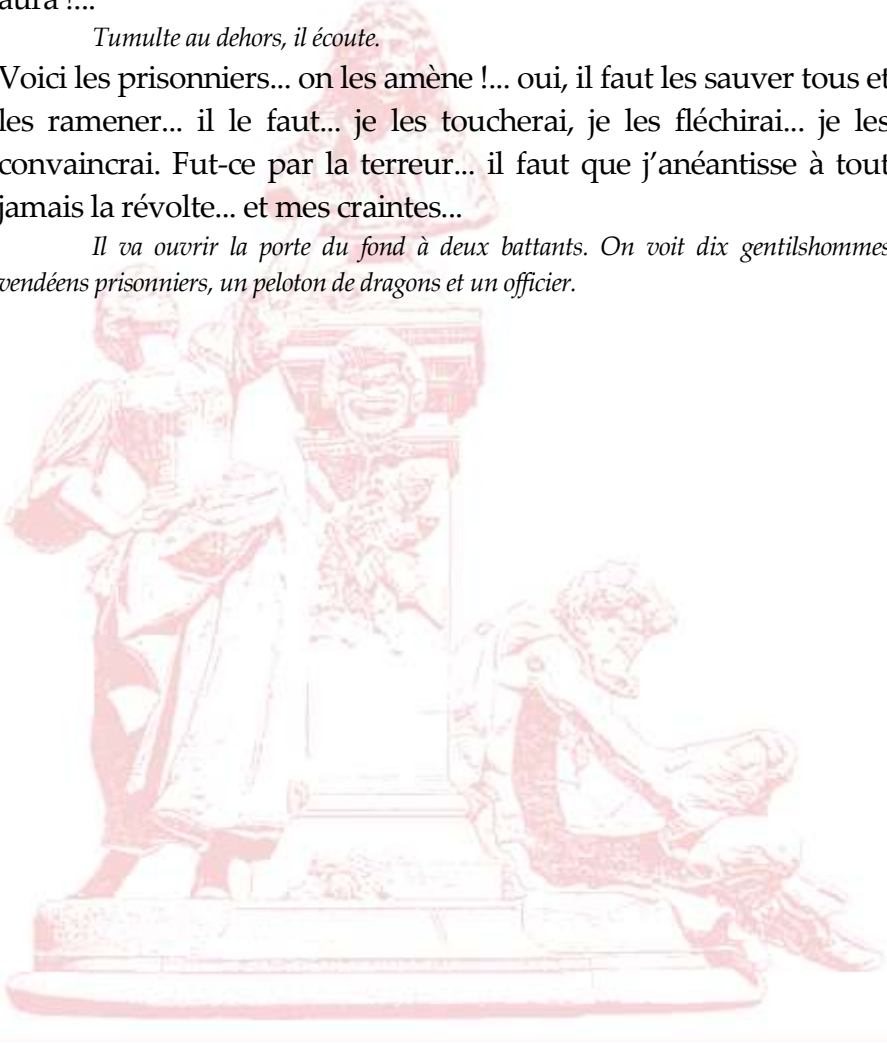 aura !...
Tumulte au dehors, il écoute.
Voici les prisonniers... on les amène !... oui, il faut les sauver tous et
les ramener... il le faut... je les toucherai, je les fléchirai... je les
convaincrai. Fut-ce par la terreur... il faut que j’anéantisse à tout
jamais la révolte... et mes craintes...
Il va ouvrir la porte du fond à deux battants. On voit dix gentilshommes
vendéens prisonniers, un peloton de dragons et un officier.